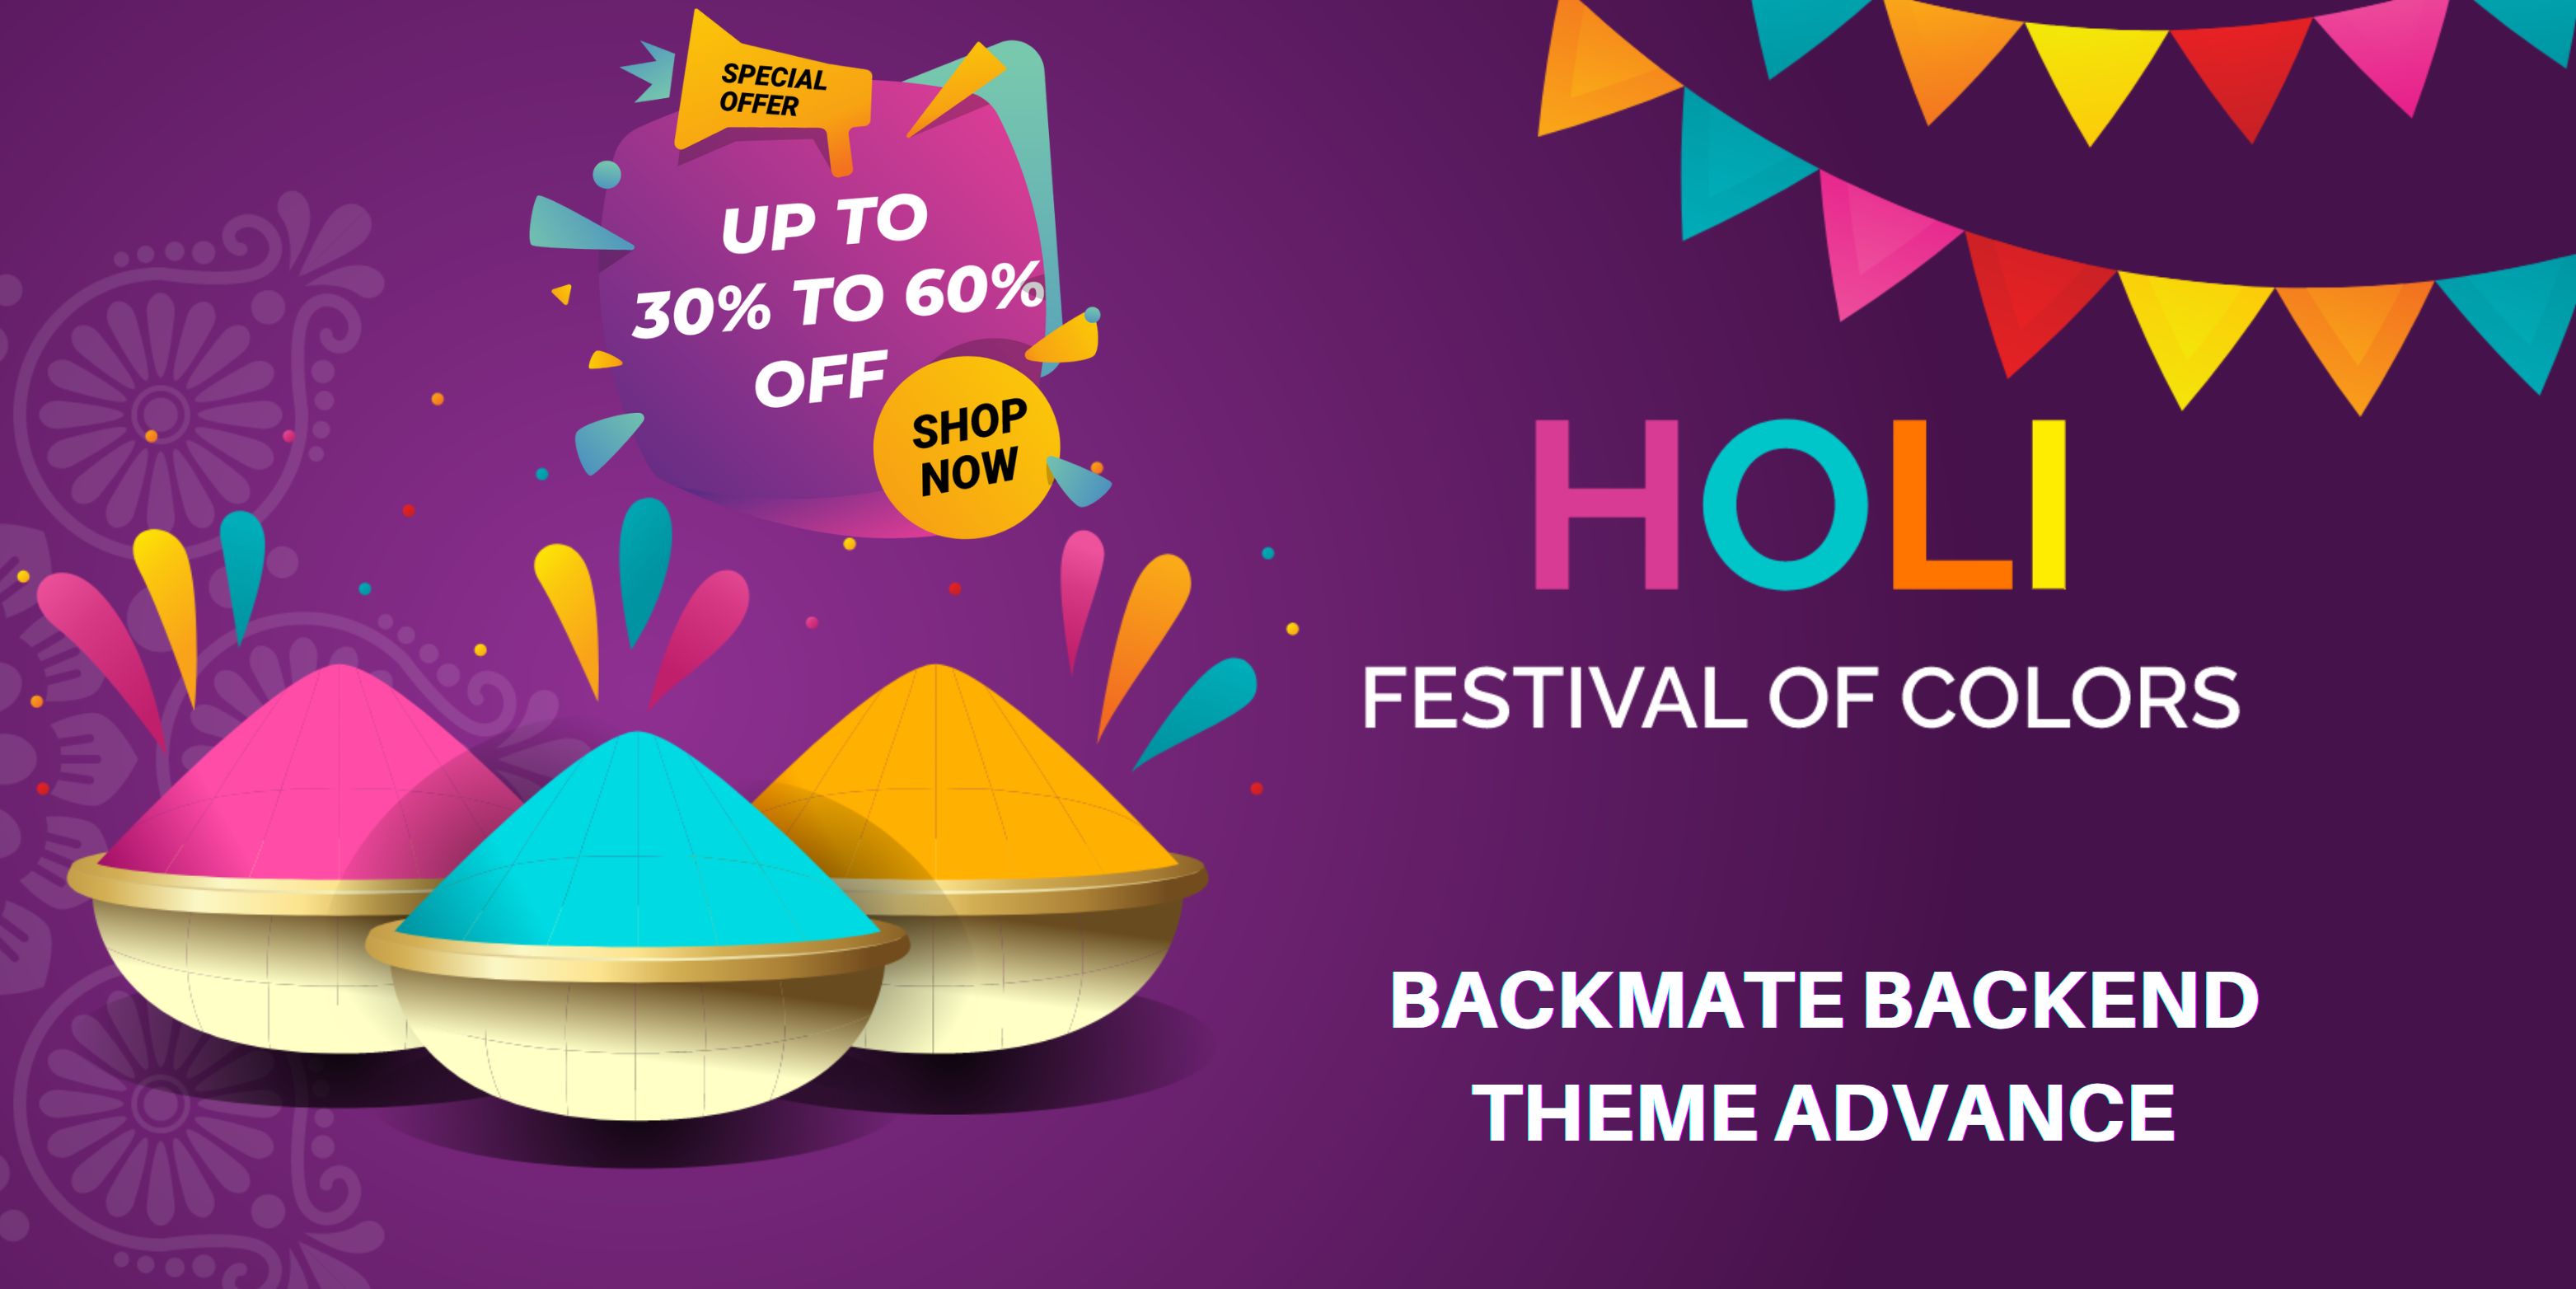 SPECIAL
OFFER
UP TO
30% TO 60%
OFF
SHOP
NOW
HOLI
FESTIVAL OF COLORS
BACKMATE BACKEND
THEME ADVANCE